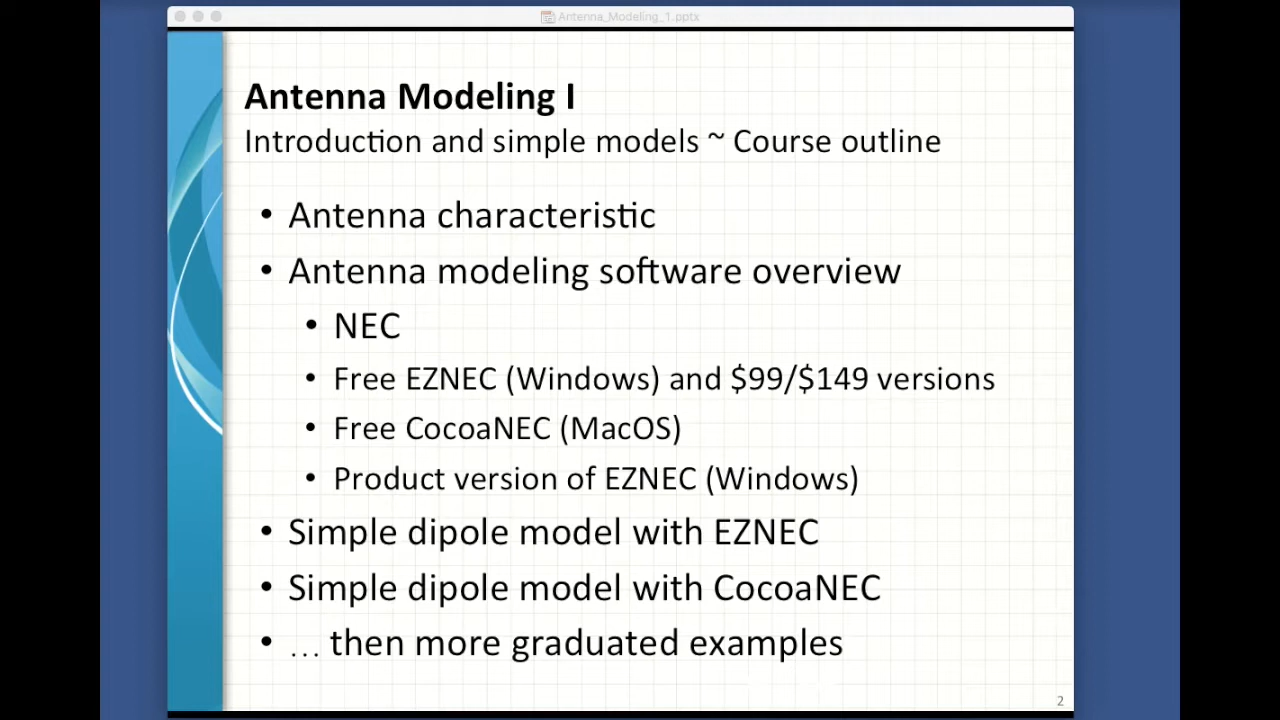 Antenna_Modeling_1.pptx
Antenna Modeling I
Introduction and simple models ~ Course outline
• Antenna characteristic
• Antenna modeling software overview
• NEC
• Free EZNEC (Windows) and $99/$149 versions
• Free CocoaNEC (MacOS)
• Product version of EZNEC (Windows)
• Simple dipole model with EZNEC
• Simple dipole model with CocoaNEC
• … then more graduated examples
2